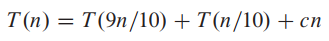 T(n) = T(9n/10) + T(n/10) + cn